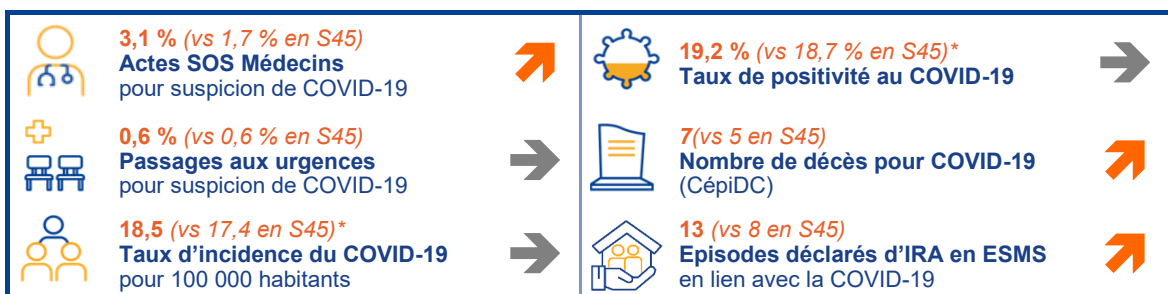 3,1 % (vs 1,7 % en S45)
Actes SOS Médecins
pour suspicion de COVID-19
0,6 % (vs 0,6 % en S45)
Passages aux urgences
pour suspicion de COVID-19
18,5 (vs 17,4 en S45)*
Taux d’incidence du COVID-19
pour 100 000 habitants
19,2 % (vs 18,7 % en S45)*
Taux de positivité au COVID-19
7(vs 5 en S45)
Nombre de décès pour COVID-19
(CépiDC)
13 (vs 8 en S45)
Episodes déclarés d’IRA en ESMS
en lien avec la COVID-19